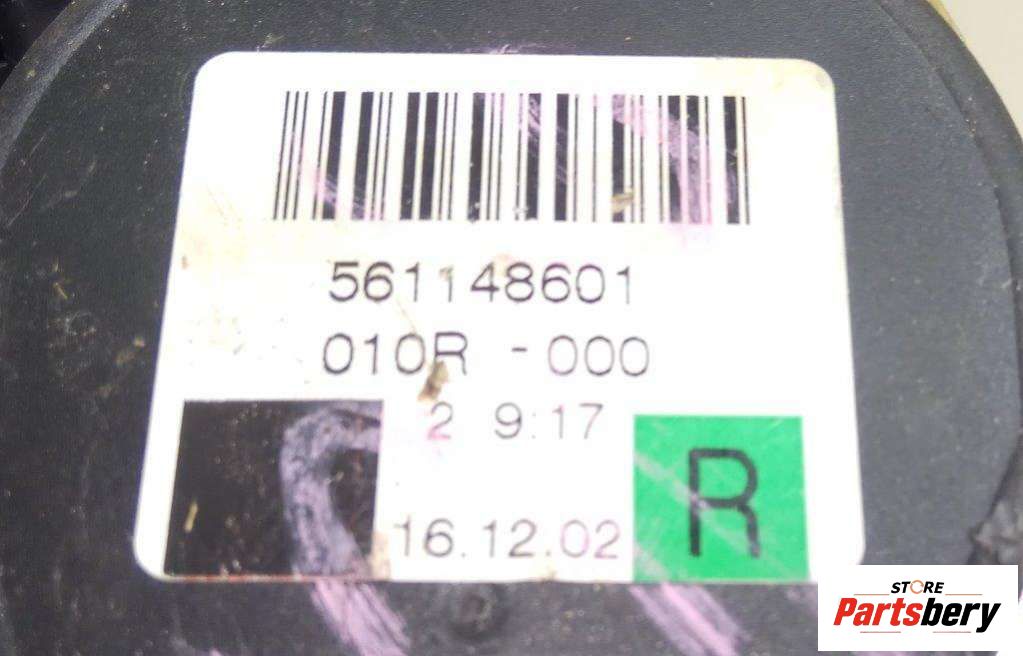 561148601
010R -000
2 9:17
R
16.12.02
STORE
Partsbery